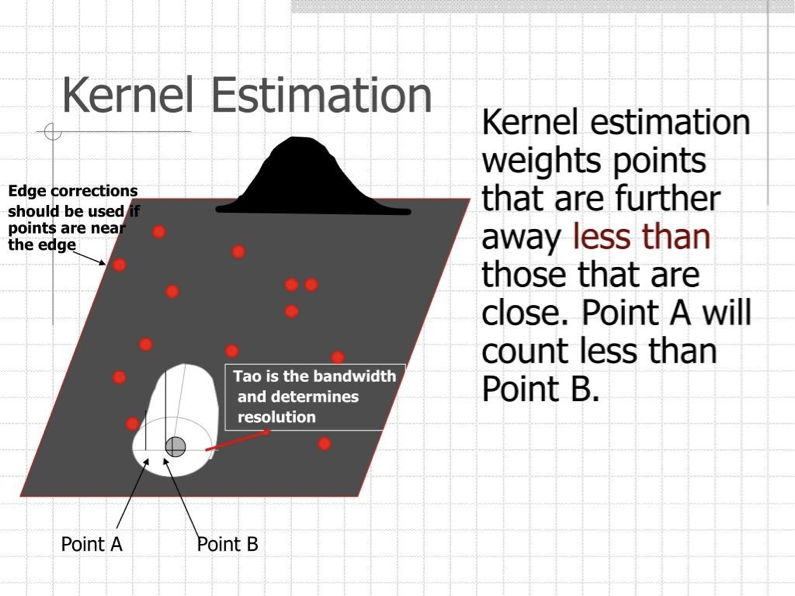 Kernel Estimation
Kernel estimation
weights points
that are further
away less than
those that are
close. Point A will
count less than
Point B.
Edge corrections
should be used if
points are near
the edge
Tao is the bandwidth
and determines
resolution
Point A
Point B